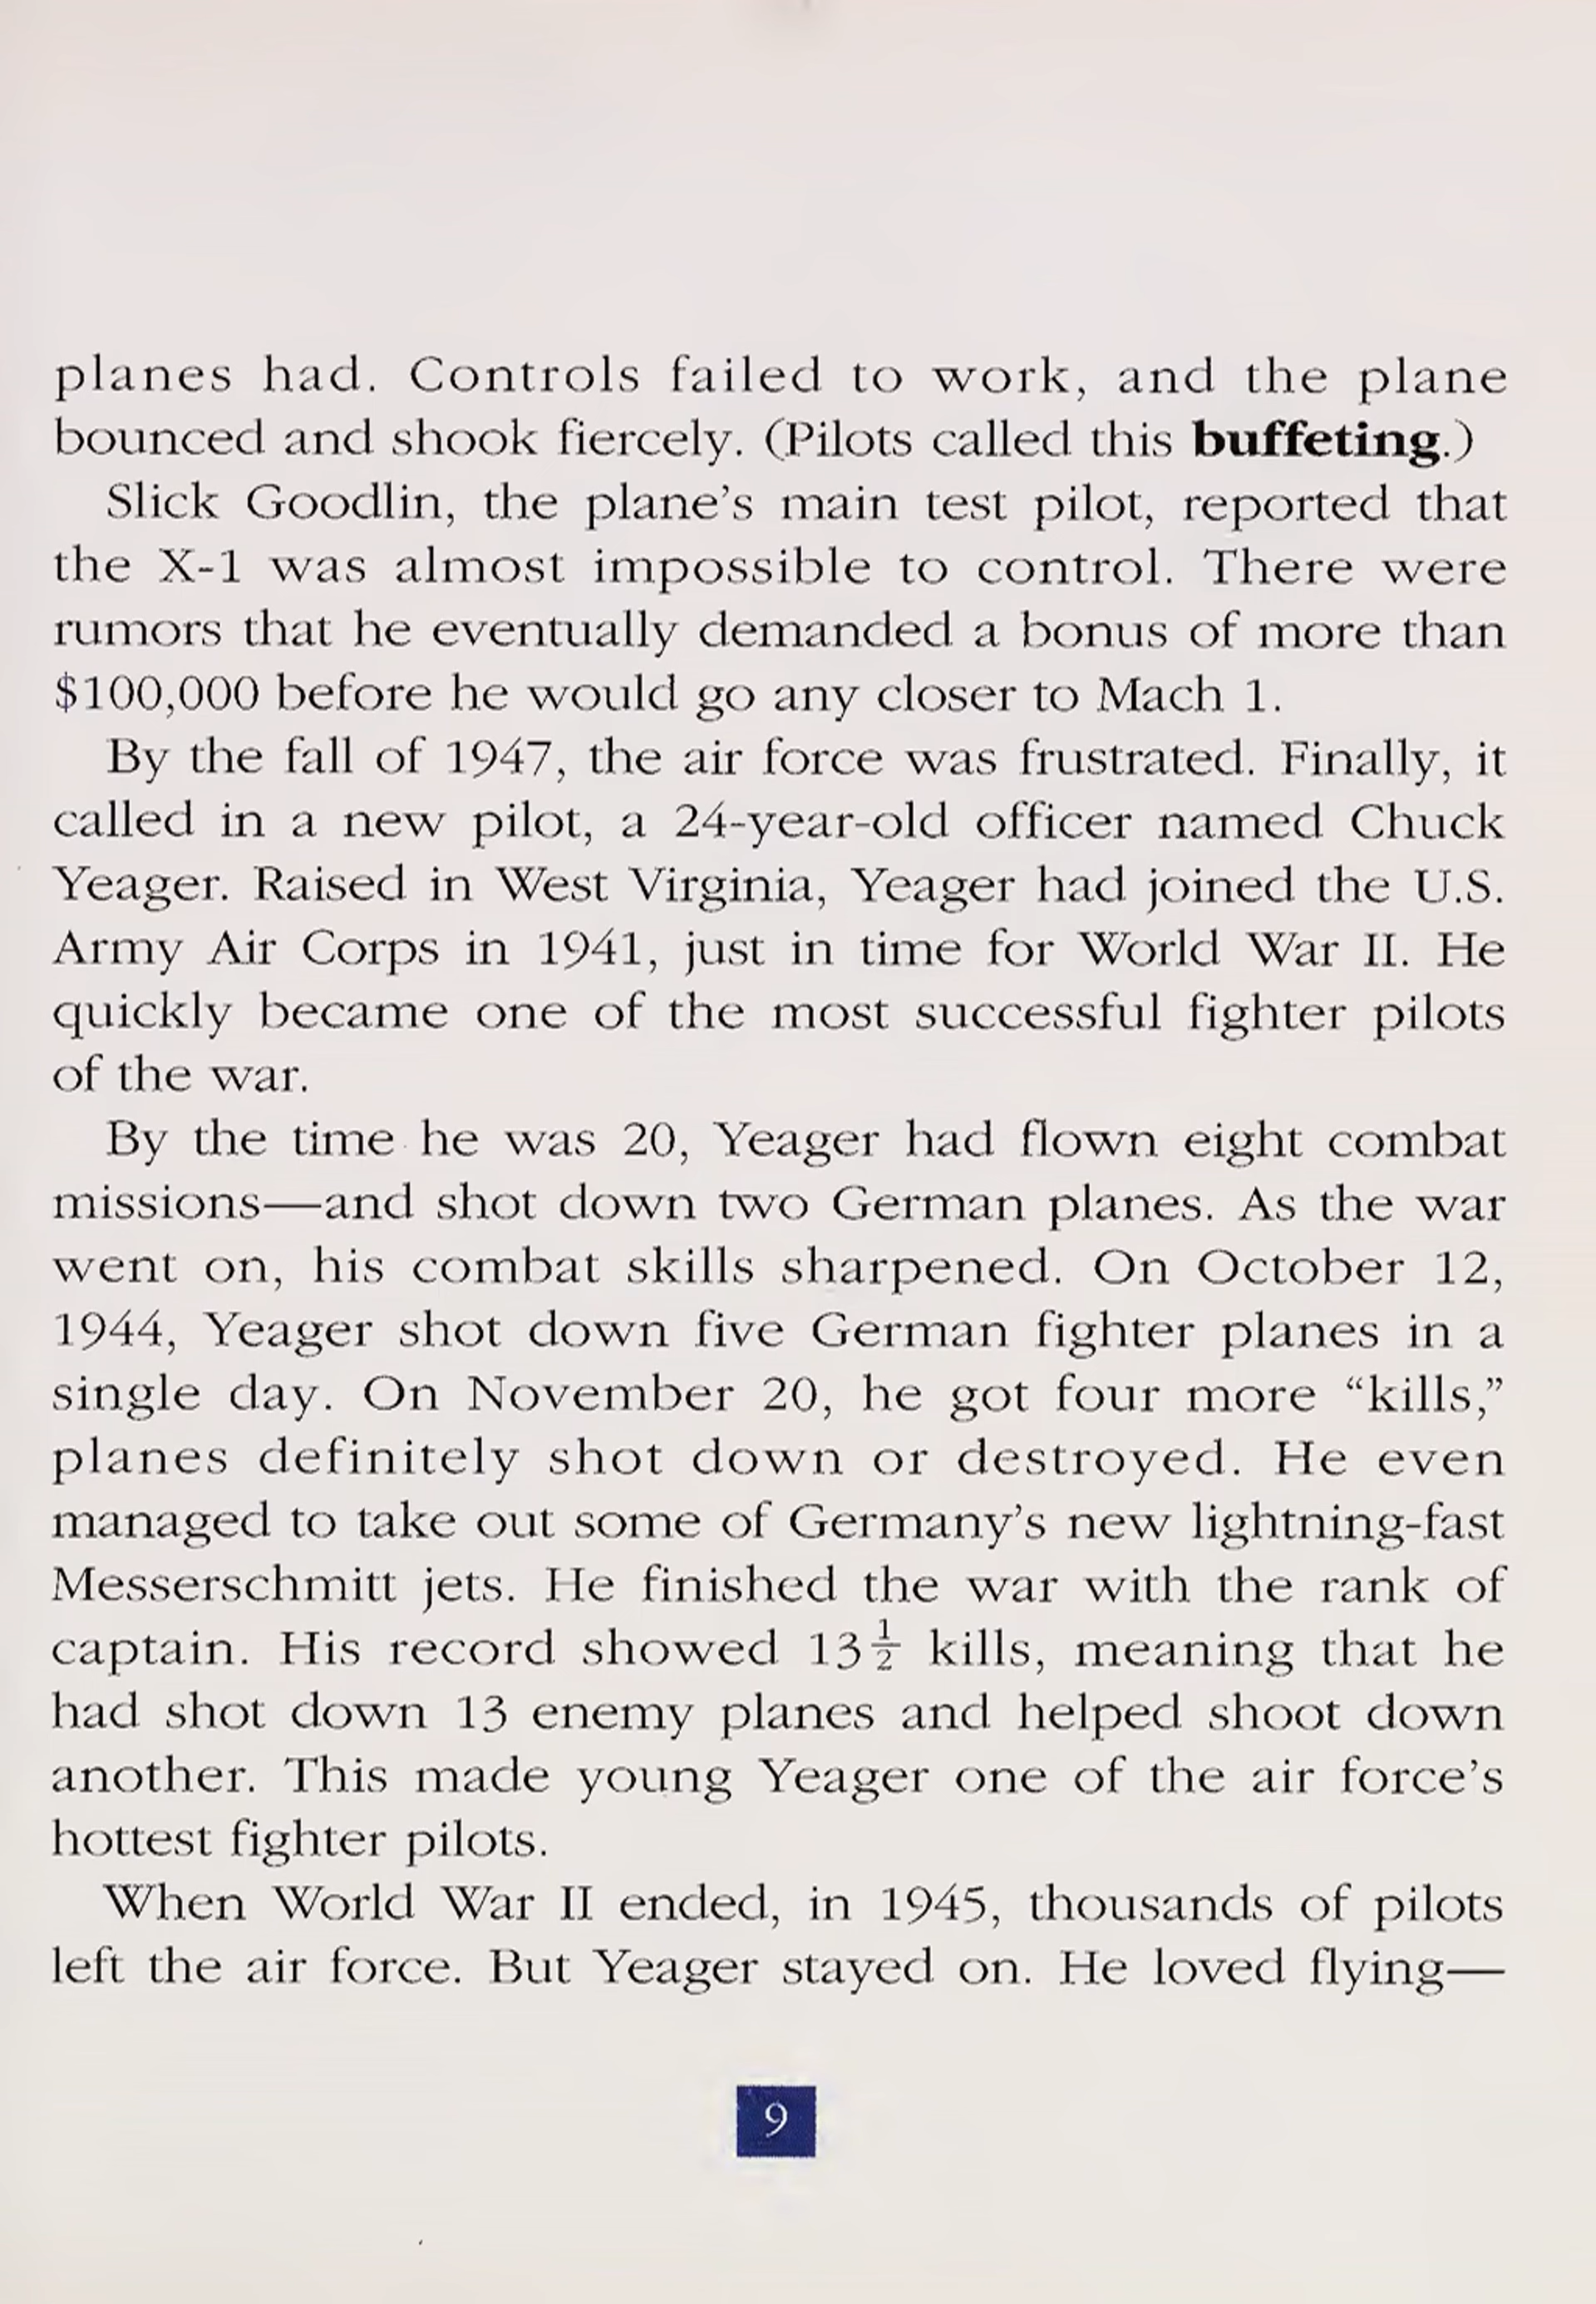 planes had. Controls failed to work, and the plane
bounced and shook fiercely. (Pilots called this buffeting.)
Slick Goodlin, the plane's main test pilot, reported that
the X-1 was almost impossible to control. There were
rumors that he eventually demanded a bonus of more than
$100,000 before he would go any closer to Mach 1.
By the fall of 1947, the air force was frustrated. Finally, it
called in a new pilot, a 24-year-old officer named Chuck
Yeager. Raised in West Virginia, Yeager had joined the U.S.
Army Air Corps in 1941, just in time for World War II. He
quickly became one of the most successful fighter pilots
of the war.
By the time he was 20, Yeager had flown eight combat
missions—and shot down two German planes. As the war
went on, his combat skills sharpened. On October 12,
1944, Yeager shot down five German fighter planes in a
single day. On November 20, he got four more “kills,”
planes definitely shot down or destroyed. He even
managed to take out some of Germany's new lightning-fast
Messerschmitt jets. He finished the war with the rank of
captain. His record showed 13½ kills, meaning that he
had shot down 13 enemy planes and helped shoot down
another. This made young Yeager one of the air force's
hottest fighter pilots.
When World War II ended, in 1945, thousands of pilots
left the air force. But Yeager stayed on. He loved flying—
9